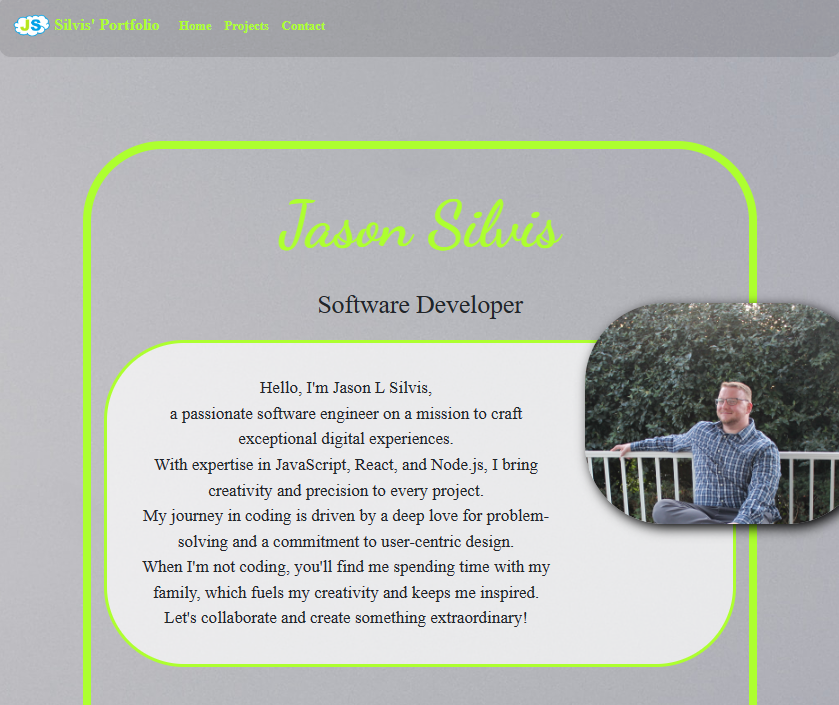 JS Silvis' Portfolio Home Projects Contact
Jason Silvis
Software Developer
Hello, I'm Jason L Silvis,
a passionate software engineer on a mission to craft
exceptional digital experiences.
With expertise in JavaScript, React, and Node.js, I bring
creativity and precision to every project.
My journey in coding is driven by a deep love for problem-
solving and a commitment to user-centric design.
When I'm not coding, you'll find me spending time with my
family, which fuels my creativity and keeps me inspired.
Let's collaborate and create something extraordinary!